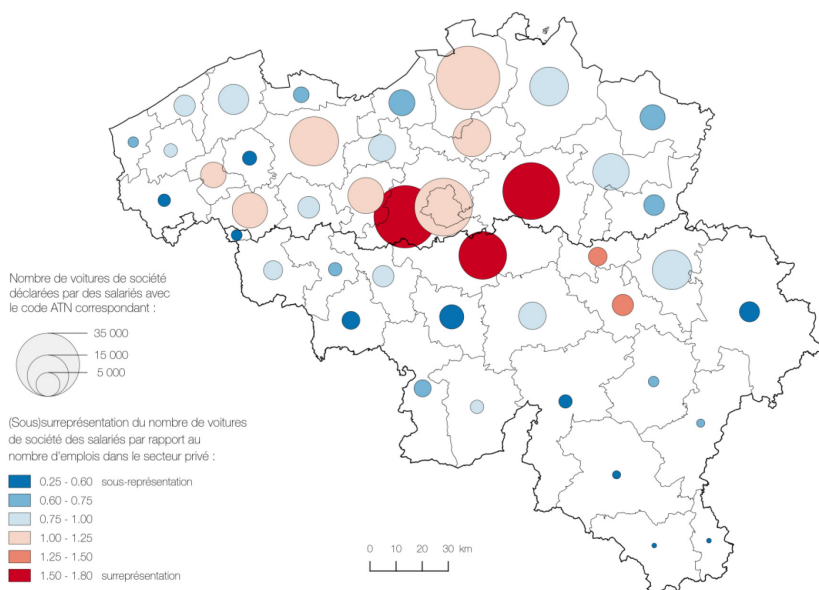 Nombre de voitures de société
déclarées par des salariés avec
le code ATN correspondant :
35 000
15 000
5 000
(Sous)surreprésentation du nombre de voitures
de société des salariés par rapport au
nombre d'emplois dans le secteur privé :
0.25 - 0.60 sous-représentation
0.60 - 0.75
0.75 - 1.00
1.00 - 1.25
1.25 - 1.50
1.50 - 1.80 surreprésentation
0 10 20 30 km